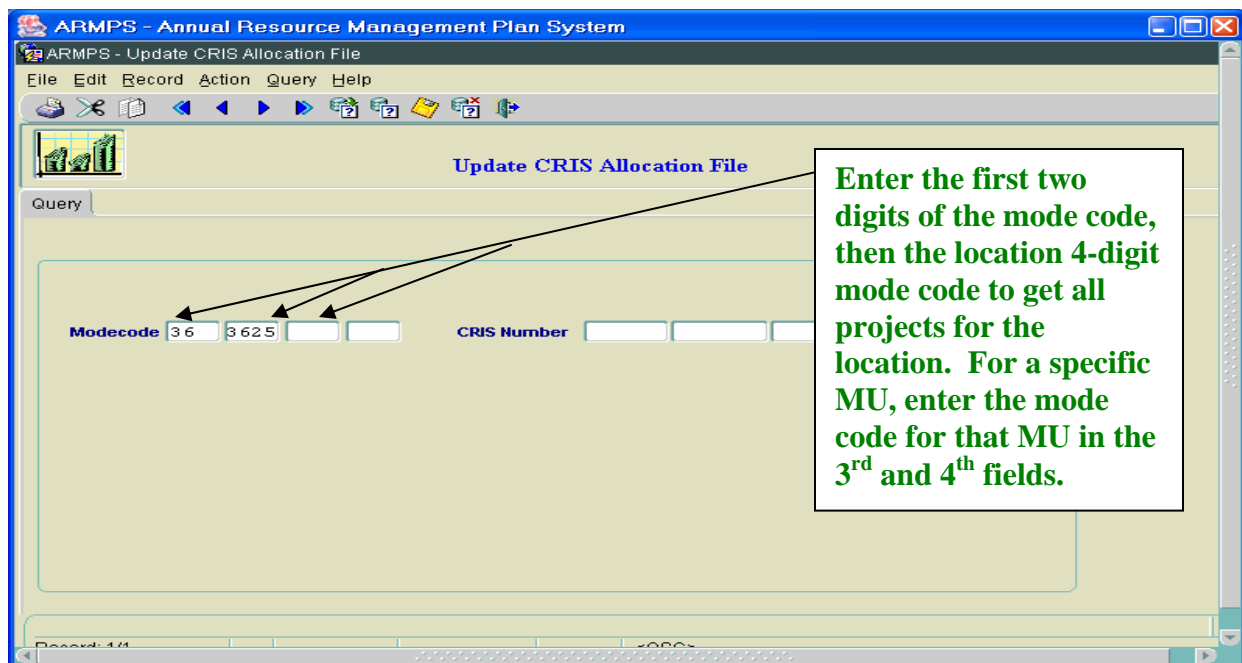 ARMPS - Annual Resource Management Plan System
ARMPS - Update CRIS Allocation File
File Edit Record Action Query Help
Update CRIS Allocation File
Query
Modecode 36 3625 CRIS Number
Enter the first two
digits of the mode code,
then the location 4-digit
mode code to get all
projects for the
location. For a specific
MU, enter the mode
code for that MU in the
3rd and 4th fields.
Record: 1/1